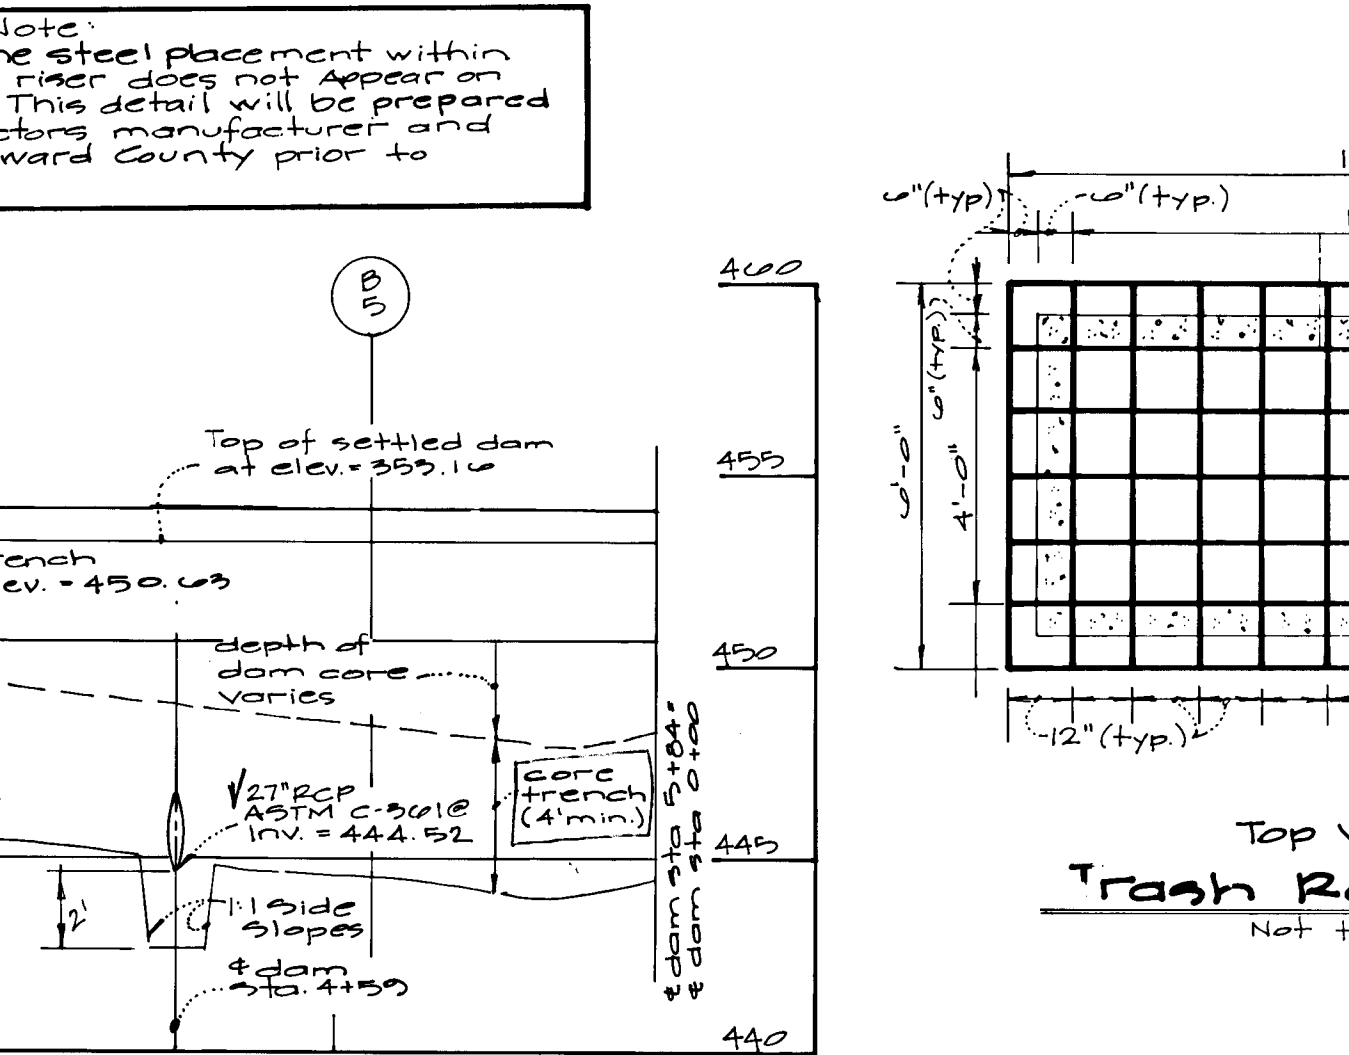 Note:
he steel placement within
riser does not Appear on
This detail will be prepared
ctors manufacturer and
ward County prior to
B
5
460
Top of settled dam
at elev. = 353.16
455
rench
ev. = 450.63
depth of
dam core
varies
450
27" RCP
ASTM C-361 @
Inv. = 444.52
core
trench
(4' min.)
445
2'
1:1 side
slopes
℄ dam
sta. 4+59
℄ dam sta 5+84=
℄ dam sta 0+00
440
6" (typ)
6" (typ.)
6" (typ.)
6'-0"
4'-0"
12" (typ.)
Top
Trash R
Not